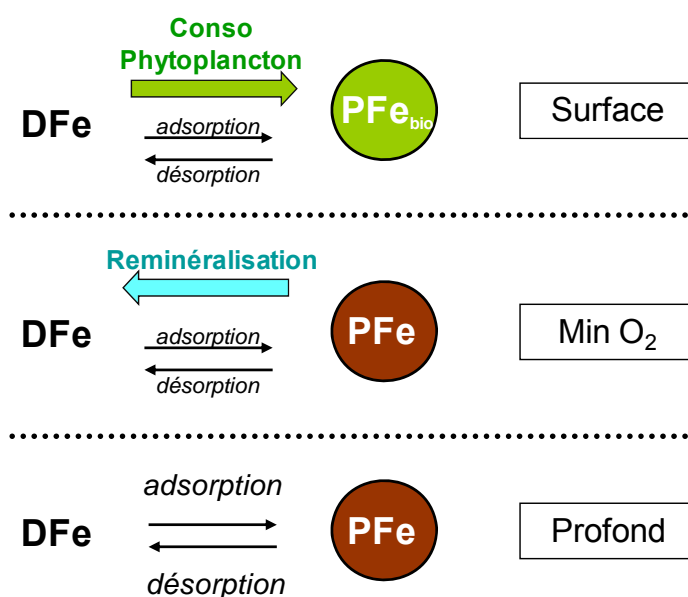 Conso
Phytoplancton
DFe
adsorption
désorption
PFebio
Surface
Reminéralisation
DFe
adsorption
désorption
PFe
Min O2
adsorption
DFe
désorption
PFe
Profond